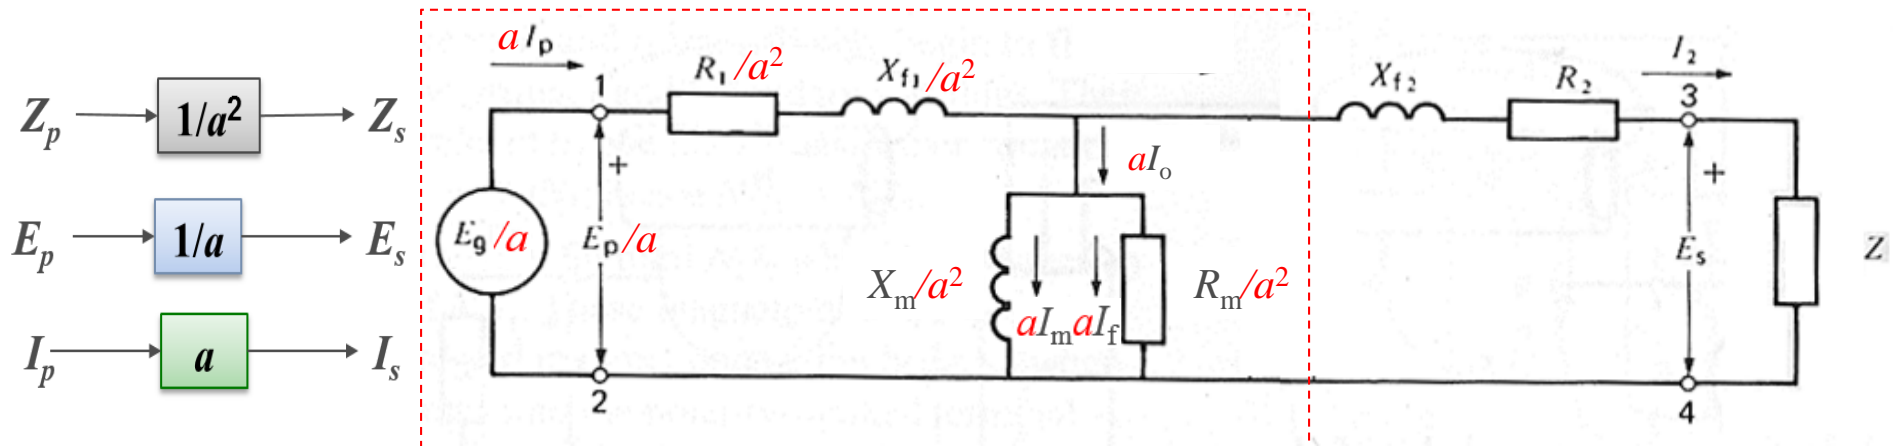 Zp 1/a² Zs
Ep 1/a Es
Ip a Is
aIp
1
R₁/a²
Xf1/a²
Xf2
R₂
I₂
3
+
aIo
+
Eg/a
Ep/a
Xm/a²
Rm/a²
Es
Z
aIm aIf
2
4